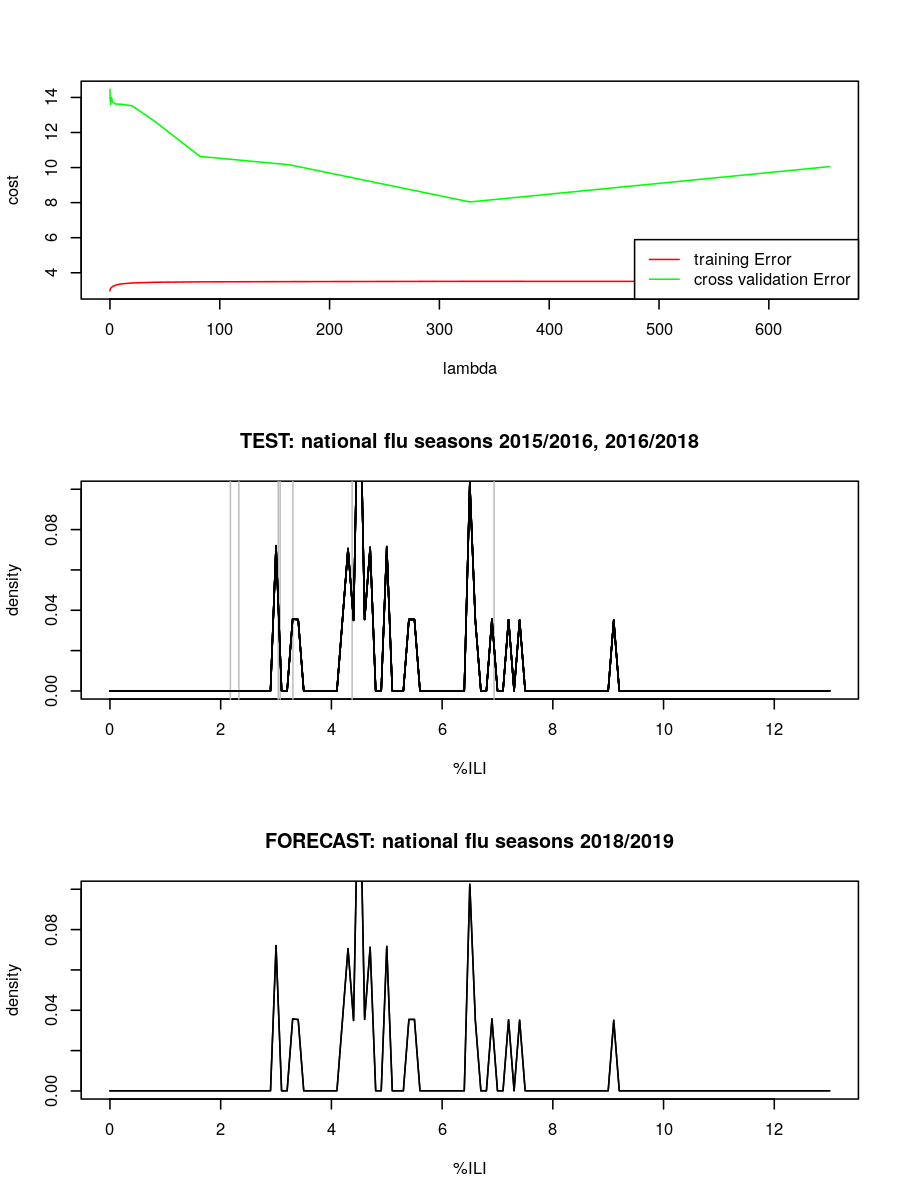 14
12
10
8
6
4
cost
training Error
cross validation Error
0 100 200 300 400 500 600
lambda
TEST: national flu seasons 2015/2016, 2016/2018
0.08
0.04
0.00
density
0 2 4 6 8 10 12
%ILI
FORECAST: national flu seasons 2018/2019
0.08
0.04
0.00
density
0 2 4 6 8 10 12
%ILI